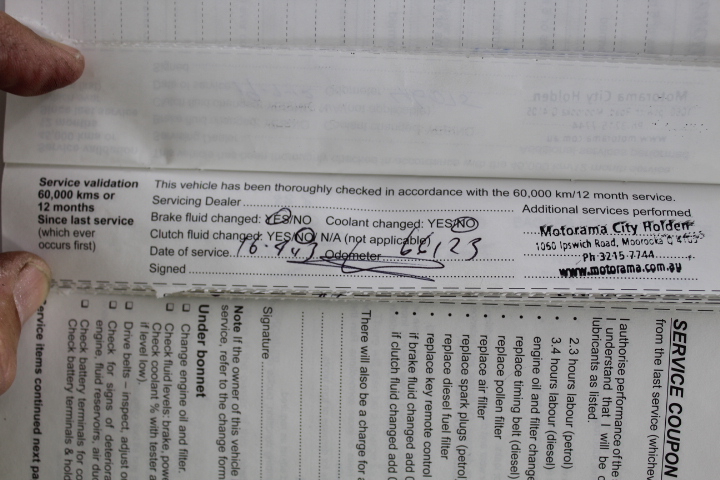 Service validation
60,000 kms or
12 months
Since last service
(which ever
occurs first)
This vehicle has been thoroughly checked in accordance with the 60,000 km/12 month service.
Servicing Dealer
Brake fluid changed: YES/NO Coolant changed: YES/NO
Clutch fluid changed: YES/NO N/A (not applicable)
Date of service Odometer
Signed
Additional services performed
Motorama City Holden
1060 Ipswich Road, Moorooka
Ph 3215 7744
www.motorama.com.au
SERVICE COUPON
from the last service (whichev
I authorise performance of the
I understand that I will be c
lubricants as listed.
• 2.3 hours labour (petrol)
• 3.4 hours labour (diesel)
• engine oil and filter change
• replace timing belt (diesel)
• replace pollen filter
• replace air filter
• replace spark plugs (petrol
• replace diesel fuel filter
• replace key remote control
• if brake fluid changed add
• if clutch fluid changed add
There will also be a charge for a
Signature
Note If the owner of this vehicle
service, refer to the change form
Under bonnet
❑ Change engine oil and filter.
❑ Check fluid levels: brake, powe
Check coolant % with tester a
if level low).
❑ Drive belts – inspect, adjust or
❑ Check for signs of deteriora
engine, fluid reservoirs, air duc
❑ Check battery terminals for co
Check battery terminals & hold
ervice items continued next pa